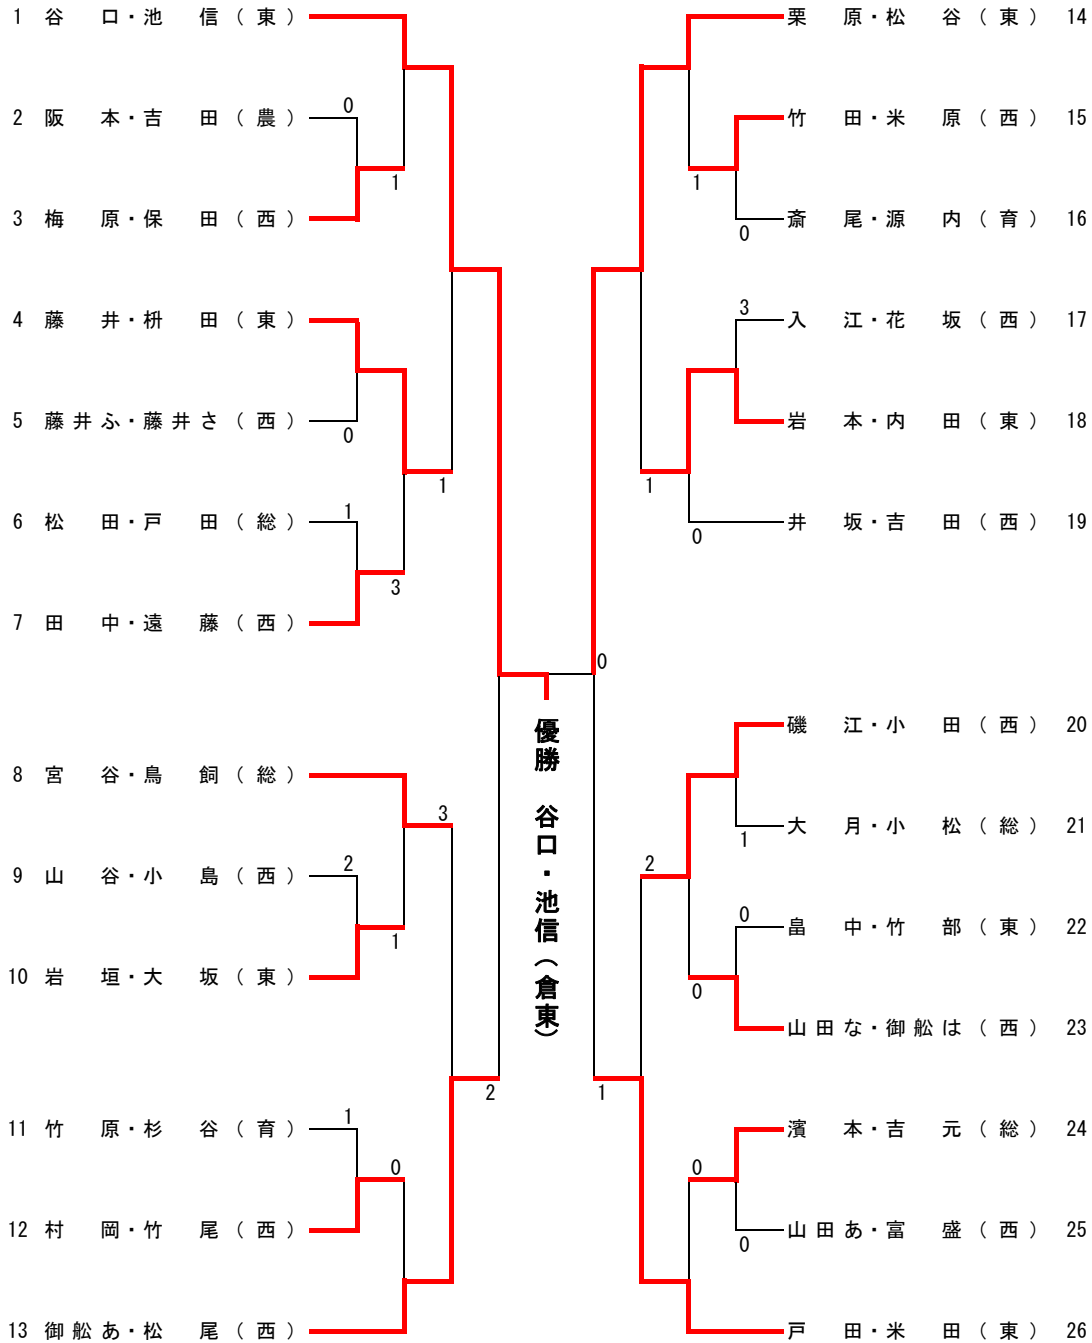 1 谷 口・池 信（東）
0
2 阪 本・吉 田（農）
1
3 梅 原・保 田（西）
4 藤 井・枡 田（東）
5 藤井ふ・藤井さ（西）
0
1
6 松 田・戸 田（総）
1
3
7 田 中・遠 藤（西）
8 宮 谷・鳥 飼（総）
3
2
9 山 谷・小 島（西）
1
10 岩 垣・大 坂（東）
2
1
11 竹 原・杉 谷（育）
0
12 村 岡・竹 尾（西）
13 御舩あ・松 尾（西）
優勝 谷口・池信（倉東）
0
栗 原・松 谷（東） 14
竹 田・米 原（西） 15
1
斎 尾・源 内（育） 16
0
3
入 江・花 坂（西） 17
岩 本・内 田（東） 18
1
井 坂・吉 田（西） 19
0
磯 江・小 田（西） 20
大 月・小 松（総） 21
1
2
0
畠 中・竹 部（東） 22
0
山田な・御舩は（西） 23
1
濱 本・吉 元（総） 24
0
山田あ・富 盛（西） 25
0
戸 田・米 田（東） 26